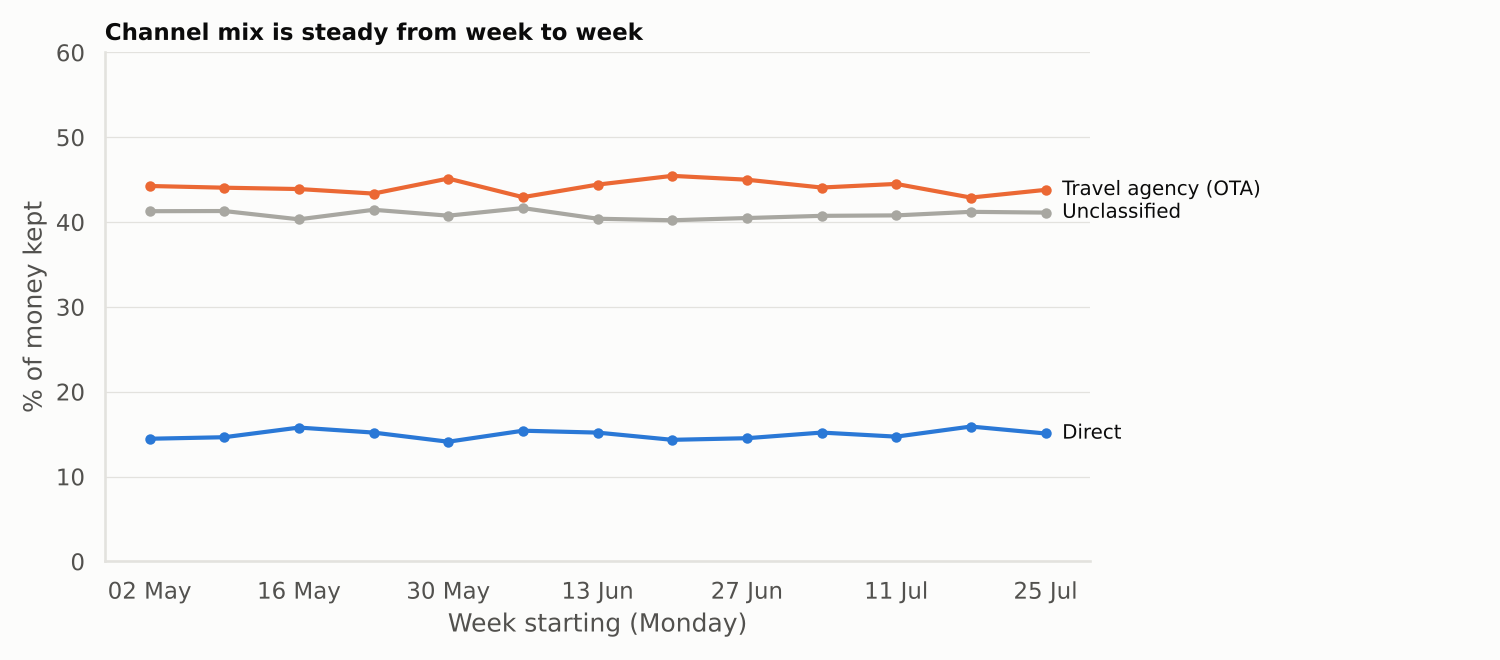 Channel mix is steady from week to week
60
50
40
30
20
10
0
% of money kept
Travel agency (OTA)
Unclassified
Direct
02 May 16 May 30 May 13 Jun 27 Jun 11 Jul 25 Jul
Week starting (Monday)